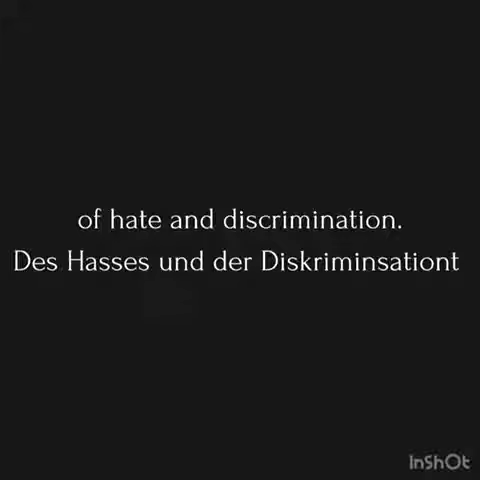 of hate and discrimination.
Des Hasses und der Diskriminsationt
InShOt